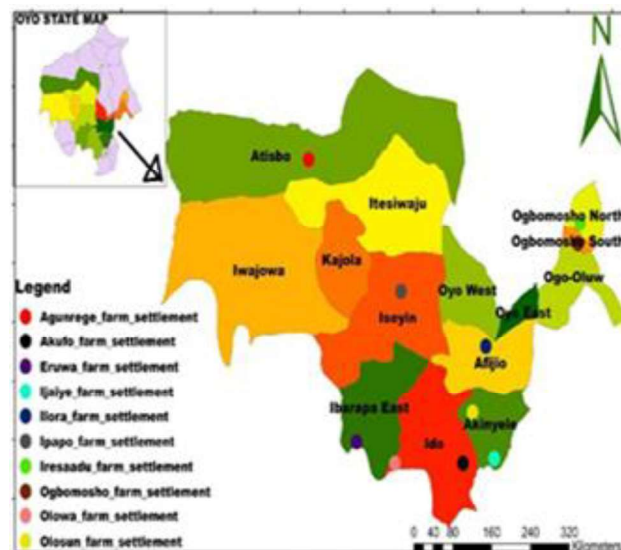 OYO STATE MAP
N
Atisbo
Itesiwaju
Ogbomosho North
Ogbomosho South
Iwajowa
Kajola
Oyo West
Ogo-Oluw
Iseyin
Oyo East
Afijio
Ibarapa East
Akinyele
Ido
Legend
Agunrege_farm_settlement
Akufo_farm_settlement
Eruwa_farm_settlement
Ijaiye_farm_settlement
Ilora_farm_settlement
Ipapo_farm_settlement
Iresaadu_farm_settlement
Ogbomosho_farm_settlement
Olowa_farm_settlement
Olosun_farm_settlement
0 40 80 160 240 320
Kilometers